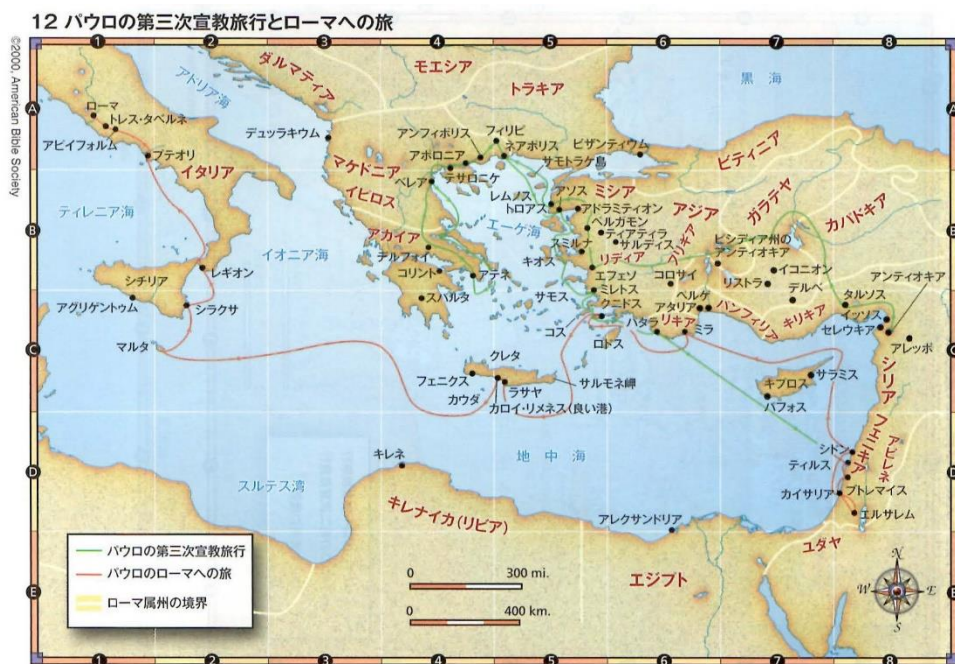 12 パウロの第三次宣教旅行とローマへの旅
©2000, American Bible Society
1 2 3 4 5 6 7 8
A
B
C
D
E
ダルマティア
モエシア
トラキア
黒海
アドリア海
ローマ
トレス・タベルネ
アピイフォルム
プテオリ
イタリア
デュッラキウム
マケドニア
イピロス
アンフィポリス
フィリピ
ネアポリス
アポロニア
テサロニケ
ベレア
サモトラケ島
ビザンティウム
ビティニア
レムノス
トロアス
アソス
ミシア
アドラミティオン
ペルガモン
ティアティラ
サルディス
スミルナ
リディア
アジア
フリギア
ガラテヤ
カパドキア
ピシディア州の
アンティオキア
イコニオン
リストラ
デルベ
キリキア
タルソス
アンティオキア
イッソス
セレウキア
アレッポ
ティレニア海
イオニア海
エーゲ海
アカイア
デルフォイ
コリント
アテネ
スパルタ
キオス
エフェソ
ミレトス
サモス
クニドス
コス
ロドス
コロサイ
ペルゲ
アタリア
パンフィリア
リキア
パタラ
ミラ
シチリア
レギオン
アグリゲントゥム
シラクサ
マルタ
クレタ
フェニクス
カウダ
ラサヤ
カロイ・リメネス(良い港)
サルモネ岬
サラミス
キプロス
パフォス
シリア
フェニキア
アビレネ
シドン
ティルス
プトレマイス
カイサリア
エルサレム
地中海
キレネ
スルテス湾
キレナイカ(リビア)
アレクサンドリア
ユダヤ
エジプト
パウロの第三次宣教旅行
パウロのローマへの旅
ローマ属州の境界
0 300 mi.
0 400 km.
N
W E
S
1 2 3 4 5 6 7 8